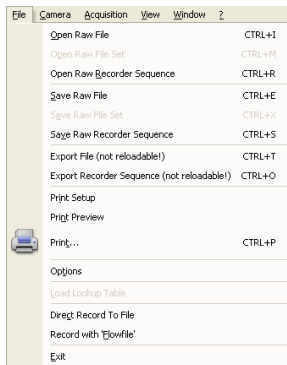 File Camera Acquisition View Window ?
Open Raw File CTRL+I
Open Raw File Set CTRL+M
Open Raw Recorder Sequence CTRL+R
Save Raw File CTRL+E
Save Raw File Set CTRL+X
Save Raw Recorder Sequence CTRL+S
Export File (not reloadable!) CTRL+T
Export Recorder Sequence (not reloadable!) CTRL+O
Print Setup
Print Preview
Print... CTRL+P
Options
Load Lookup Table
Direct Record To File
Record with 'Flowfile'
Exit